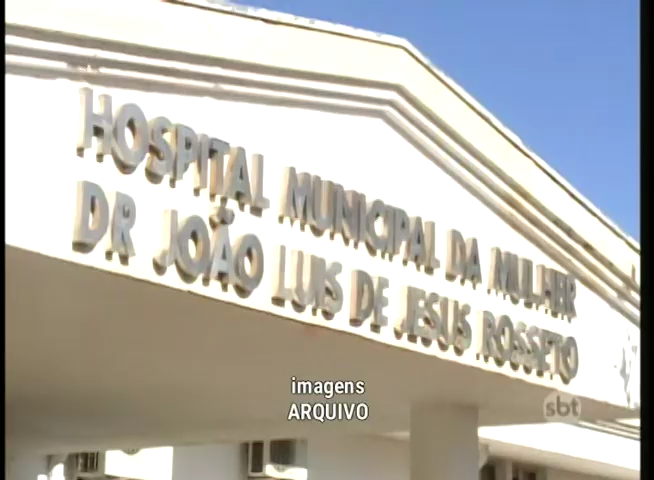 HOSPITAL MUNICIPAL DA MULHER
DR JOÃO LUIS DE JESUS ROSSETO
imagens
ARQUIVO
sbt